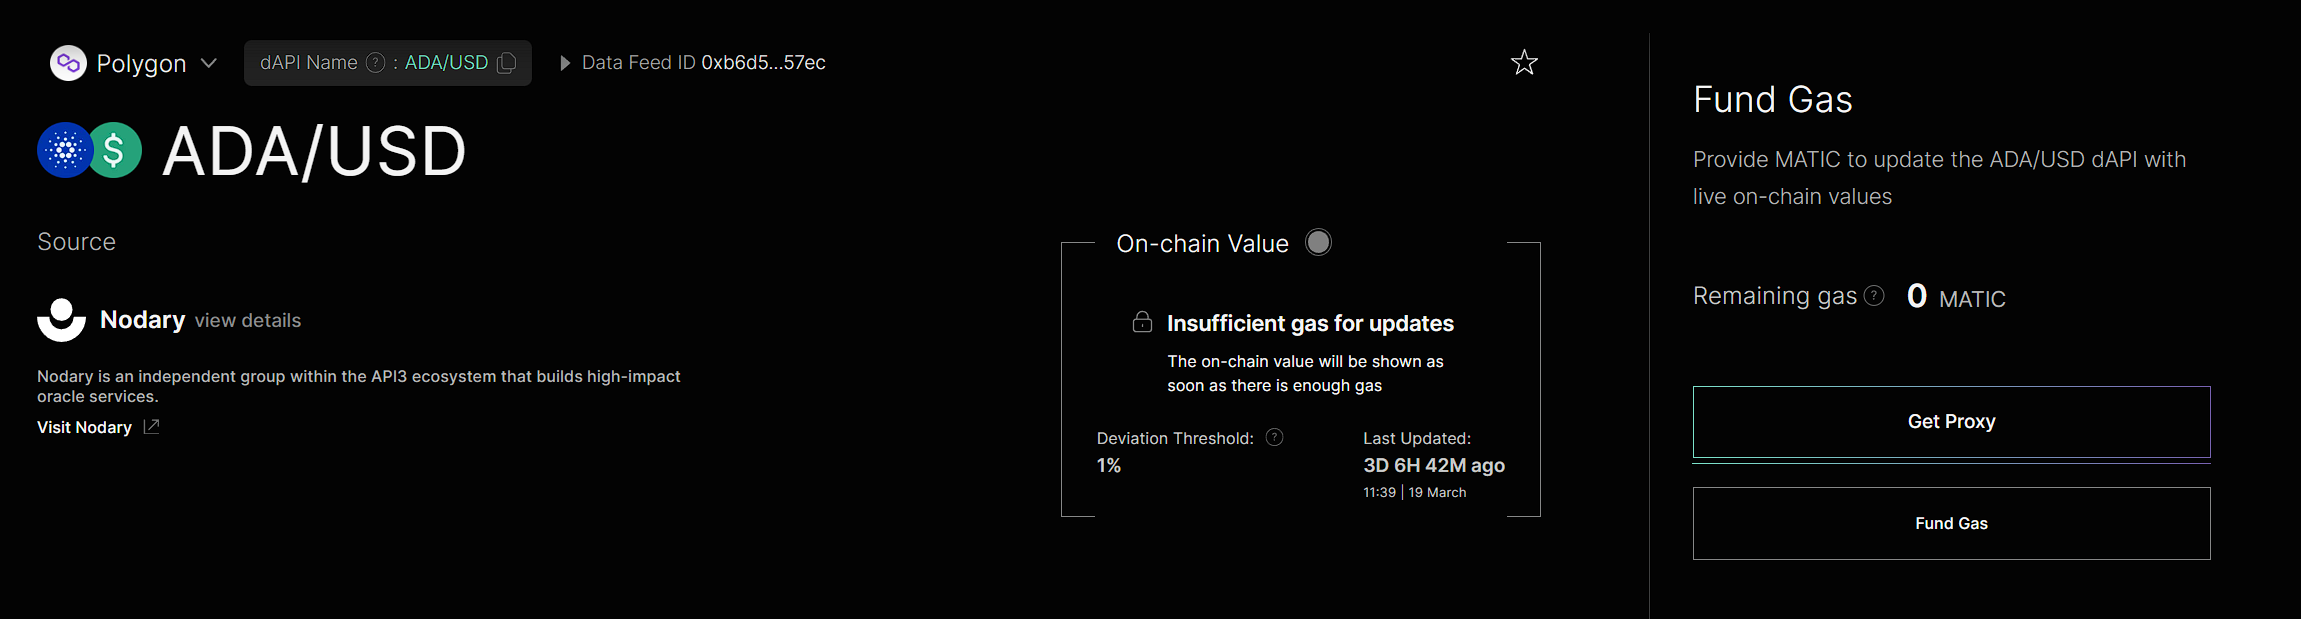 Polygon
dAPI Name ? : ADA/USD
Data Feed ID 0xb6d5...57ec
ADA/USD
Source
Nodary view details
Nodary is an independent group within the API3 ecosystem that builds high-impact
oracle services.
Visit Nodary
On-chain Value
Insufficient gas for updates
The on-chain value will be shown as
soon as there is enough gas
Deviation Threshold: ?
1%
Last Updated:
3D 6H 42M ago
11:39 | 19 March
Fund Gas
Provide MATIC to update the ADA/USD dAPI with
live on-chain values
Remaining gas ? 0 MATIC
Get Proxy
Fund Gas